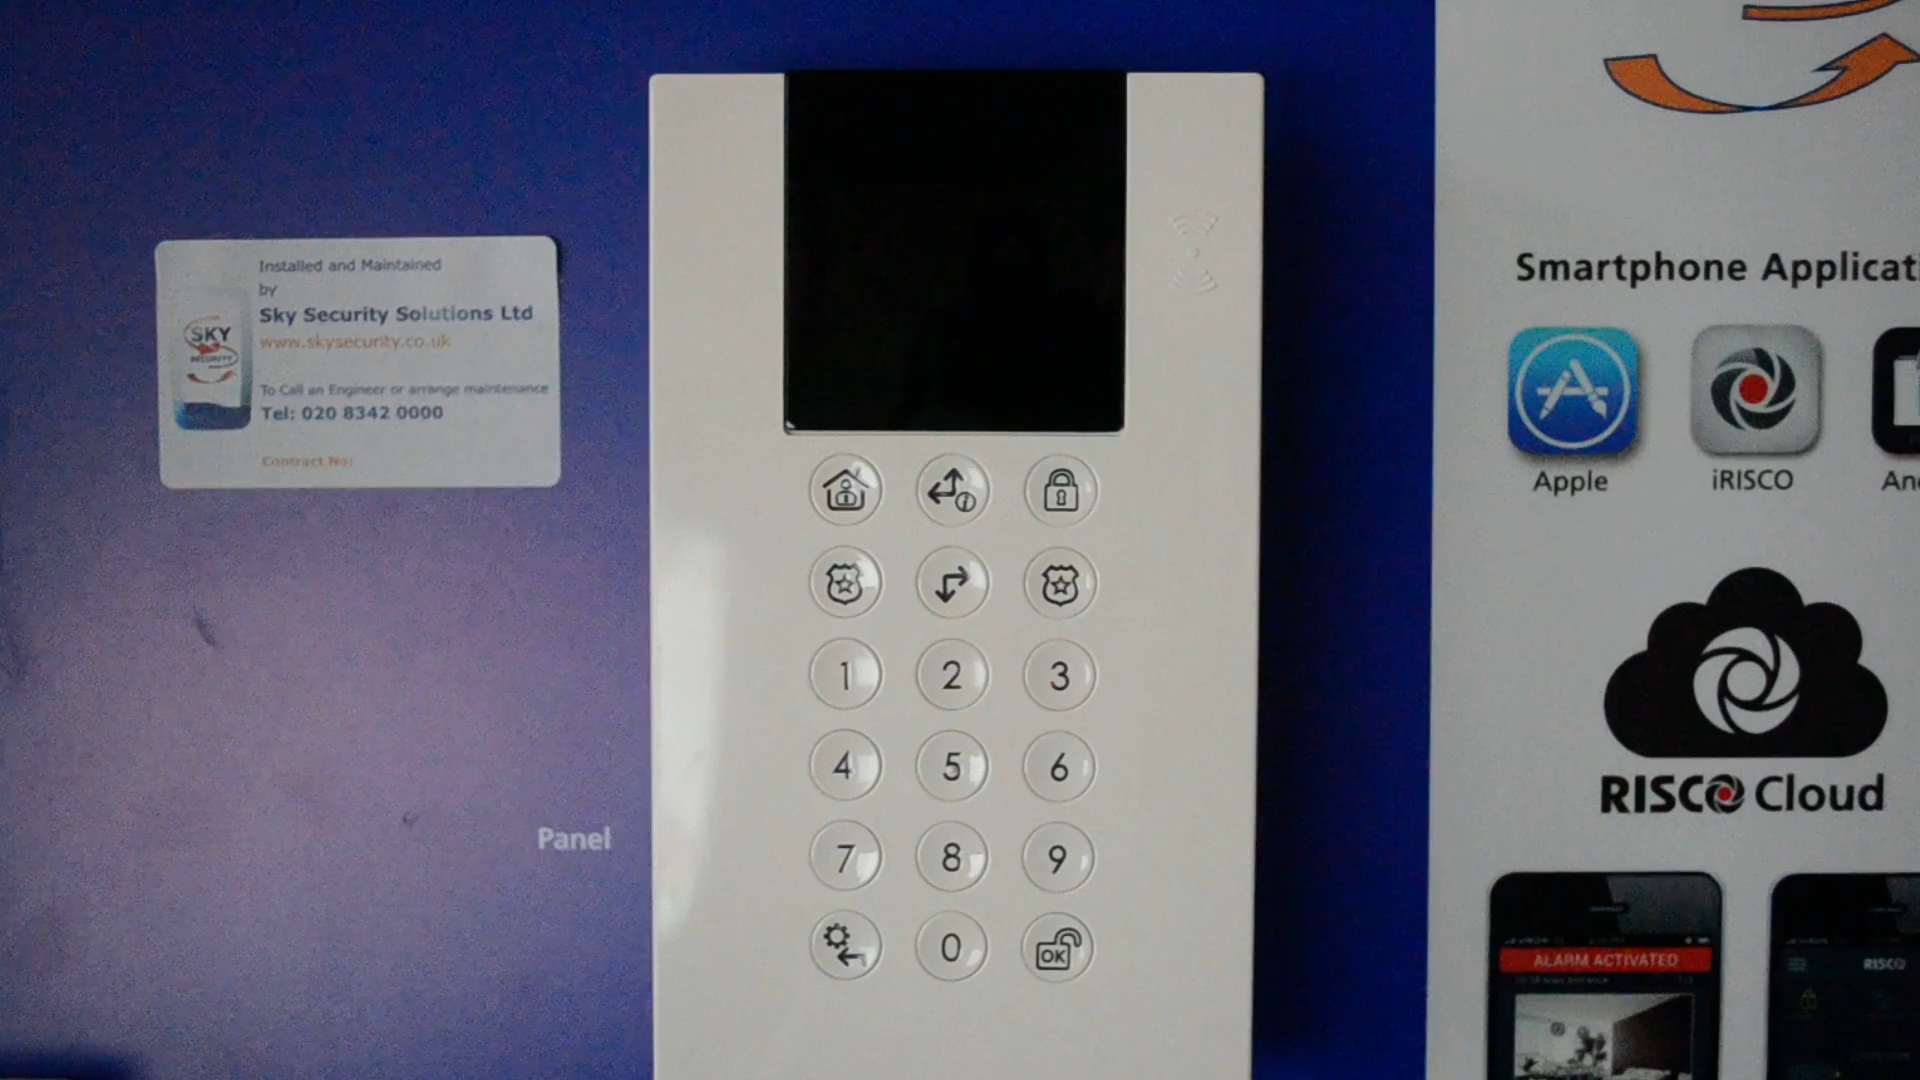 Installed and Maintained
by
Sky Security Solutions Ltd
www.skysecurity.co.uk
To Call an Engineer or arrange maintenance
Tel: 020 8342 0000
Contract No:
SKY
SECURITY
Panel
1 2 3
4 5 6
7 8 9
0 OK
Smartphone Applicati
Apple
iRISCO
An
RISCO Cloud
ALARM ACTIVATED
RISCO